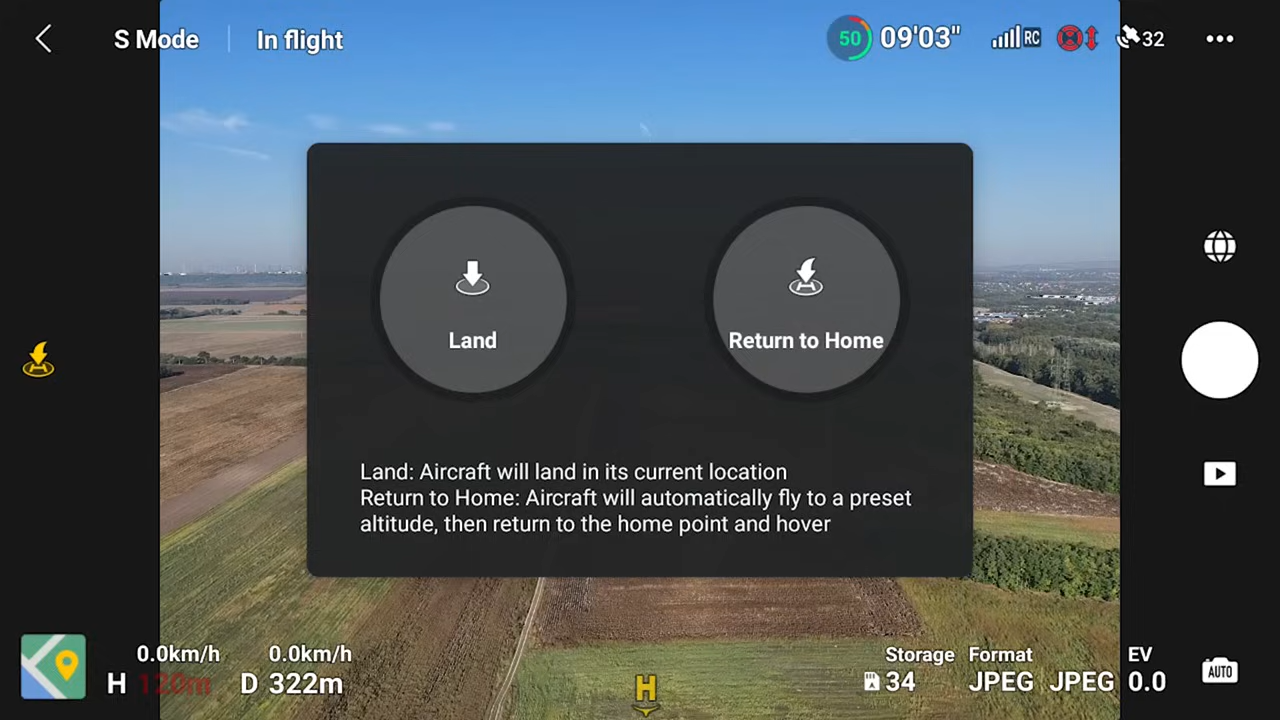 S Mode
In flight
50
09'03"
RC
32
Land
Return to Home
Land: Aircraft will land in its current location
Return to Home: Aircraft will automatically fly to a preset
altitude, then return to the home point and hover
0.0km/h
0.0km/h
H 120m
D 322m
H
Storage
34
Format
JPEG
JPEG
EV
0.0
AUTO